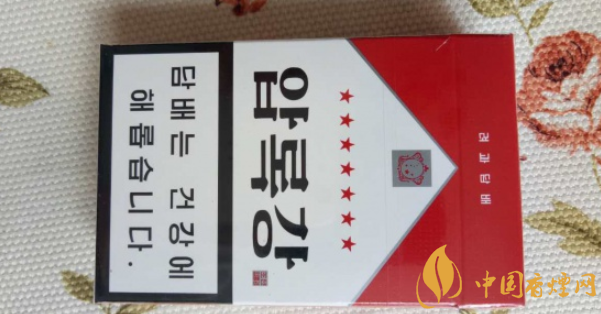 려과담배
압록강
담배는 건강에
해롭습니다.
中国香烟网